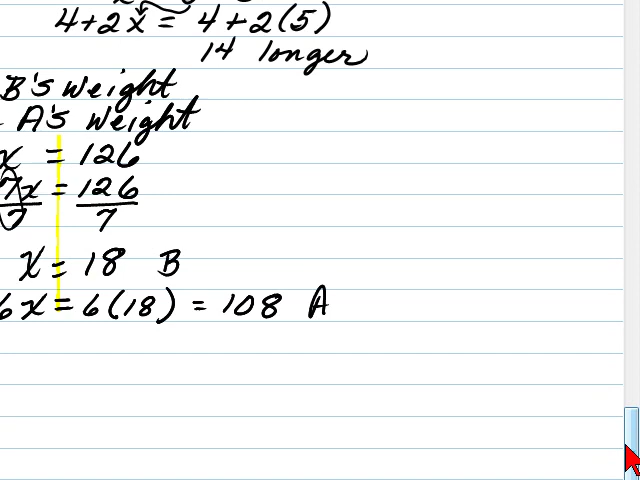 4+2x = 4+2(5)
14 longer
B's weight
A's weight
x = 126
7x = 126
7 7
x = 18 B
6x = 6(18) = 108 A